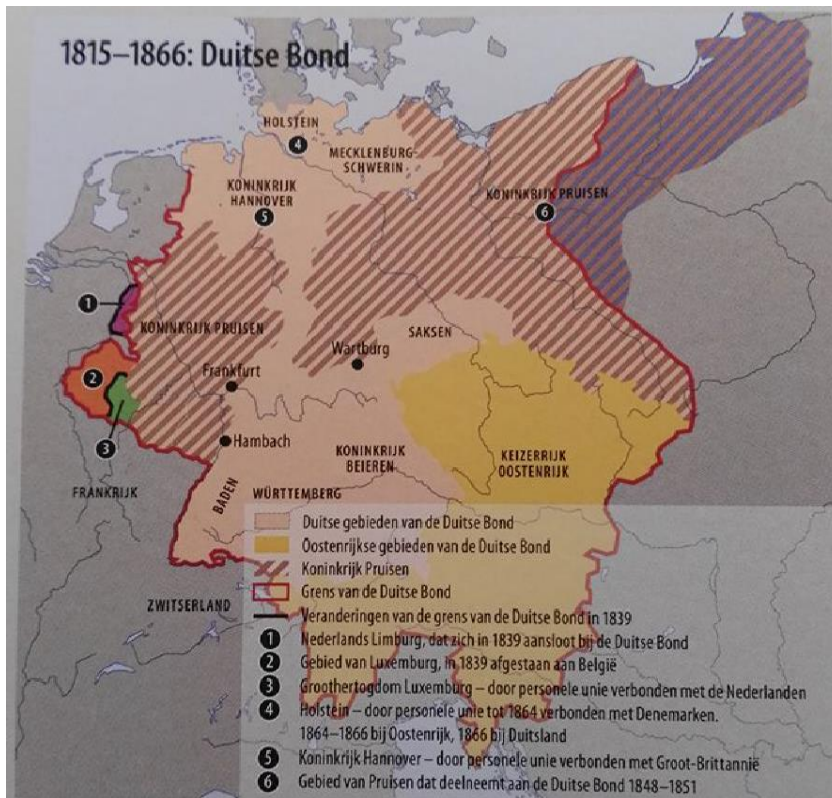 1815–1866: Duitse Bond
HOLSTEIN
4
MECKLENBURG-
SCHWERIN
KONINKRIJK
HANNOVER
5
KONINKRIJK PRUISEN
6
1
KONINKRIJK PRUISEN
SAKSEN
Wartburg
2
Frankfurt
3
Hambach
KONINKRIJK
BEIEREN
KEIZERRIJK
OOSTENRIJK
FRANKRIJK
BADEN
WÜRTTEMBERG
ZWITSERLAND
Duitse gebieden van de Duitse Bond
Oostenrijkse gebieden van de Duitse Bond
Koninkrijk Pruisen
Grens van de Duitse Bond
Veranderingen van de grens van de Duitse Bond in 1839
1 Nederlands Limburg, dat zich in 1839 aansloot bij de Duitse Bond
2 Gebied van Luxemburg, in 1839 afgestaan aan België
3 Groothertogdom Luxemburg – door personele unie verbonden met de Nederlanden
4 Holstein – door personele unie tot 1864 verbonden met Denemarken.
1864–1866 bij Oostenrijk, 1866 bij Duitsland
5 Koninkrijk Hannover – door personele unie verbonden met Groot-Brittannië
6 Gebied van Pruisen dat deelneemt aan de Duitse Bond 1848–1851